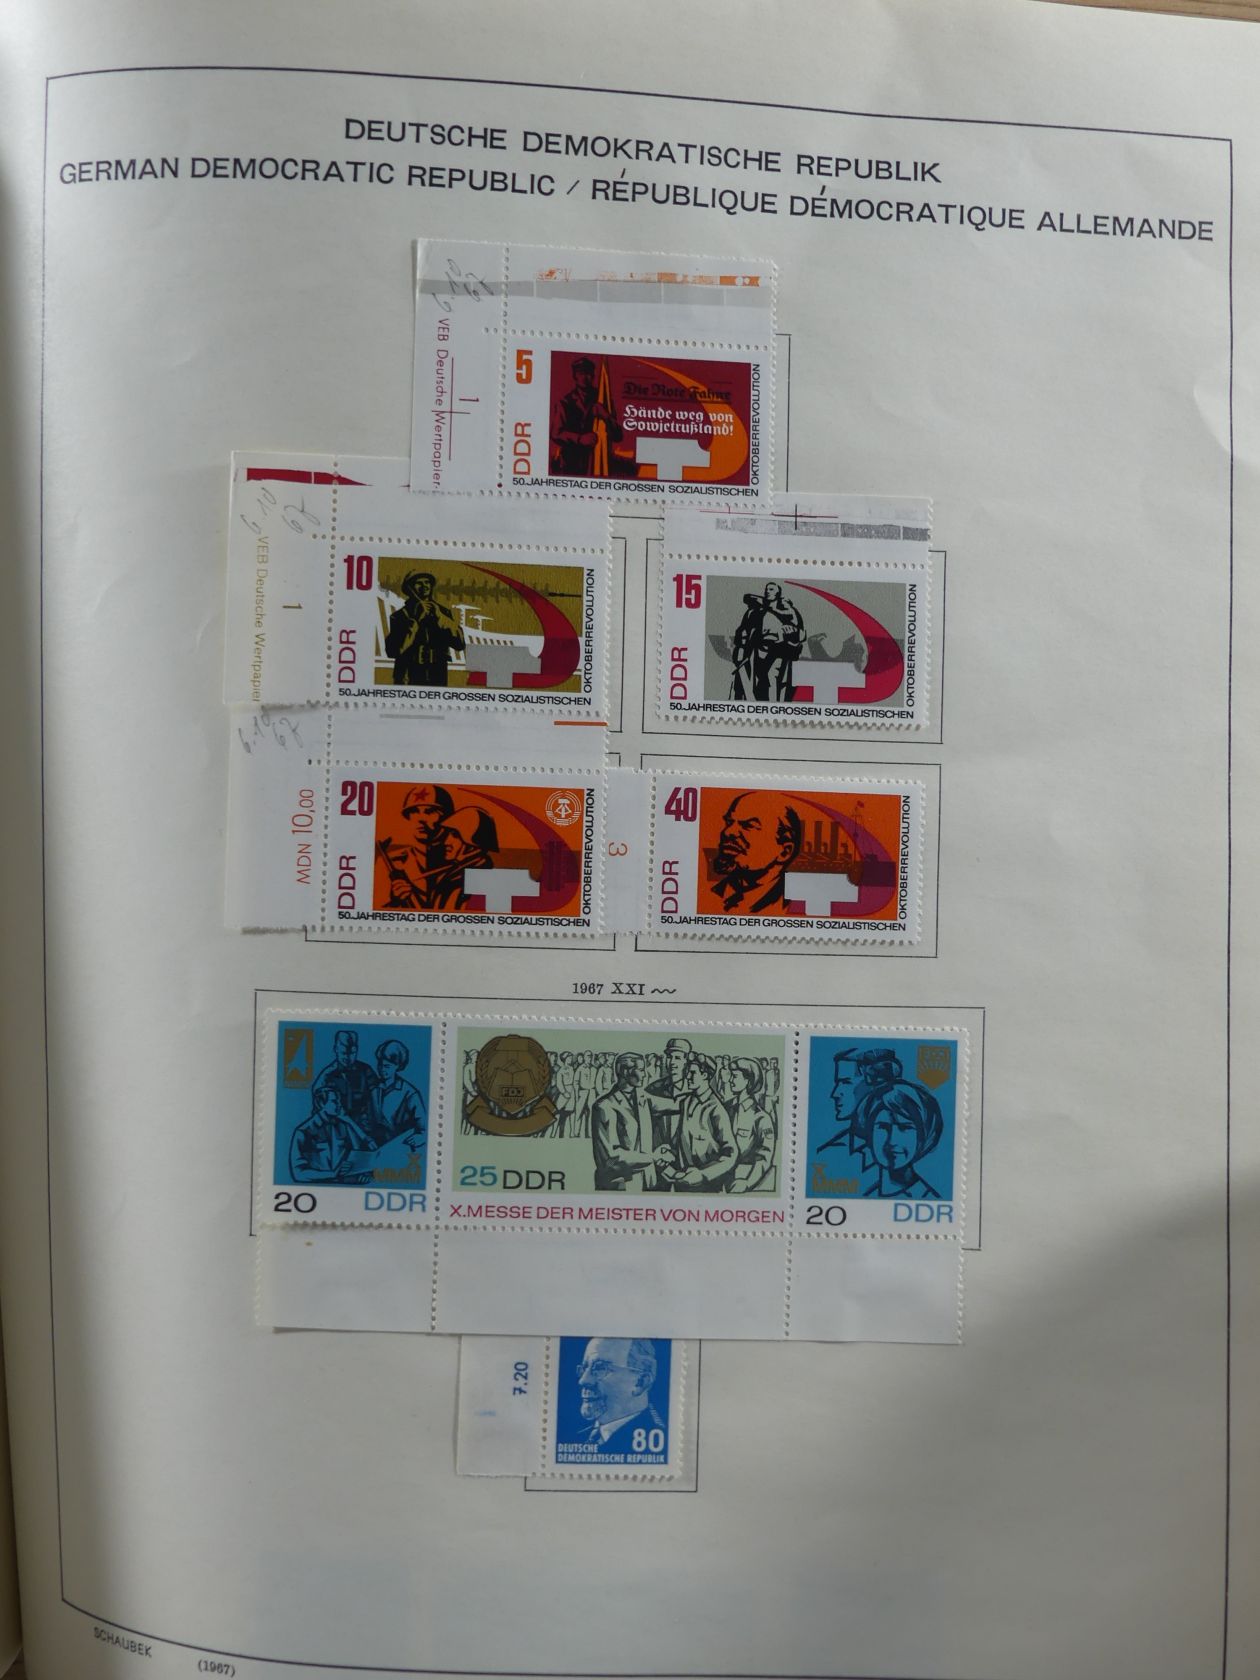 DEUTSCHE DEMOKRATISCHE REPUBLIK
GERMAN DEMOCRATIC REPUBLIC / RÉPUBLIQUE DÉMOCRATIQUE ALLEMANDE
VEB Deutsche Wertpapier-
1
5
DDR
Die Rote Fahne
Hände weg von
Sowjetrußland!
50. JAHRESTAG DER GROSSEN SOZIALISTISCHEN
OKTOBERREVOLUTION
VEB Deutsche Wertpapier
1
10
DDR
50. JAHRESTAG DER GROSSEN SOZIALISTISCHEN
OKTOBERREVOLUTION
15
DDR
50. JAHRESTAG DER GROSSEN SOZIALISTISCHEN
OKTOBERREVOLUTION
MDN 10,00
20
DDR
50. JAHRESTAG DER GROSSEN SOZIALISTISCHEN
OKTOBERREVOLUTION
3
40
DDR
50. JAHRESTAG DER GROSSEN SOZIALISTISCHEN
OKTOBERREVOLUTION
1967 XXI
X
MMM
20 DDR
FDJ
25 DDR
X. MESSE DER MEISTER VON MORGEN
X
MMM
20 DDR
7.20
80
DEUTSCHE
DEMOKRATISCHE REPUBLIK
SCHAUBEK
(1967)